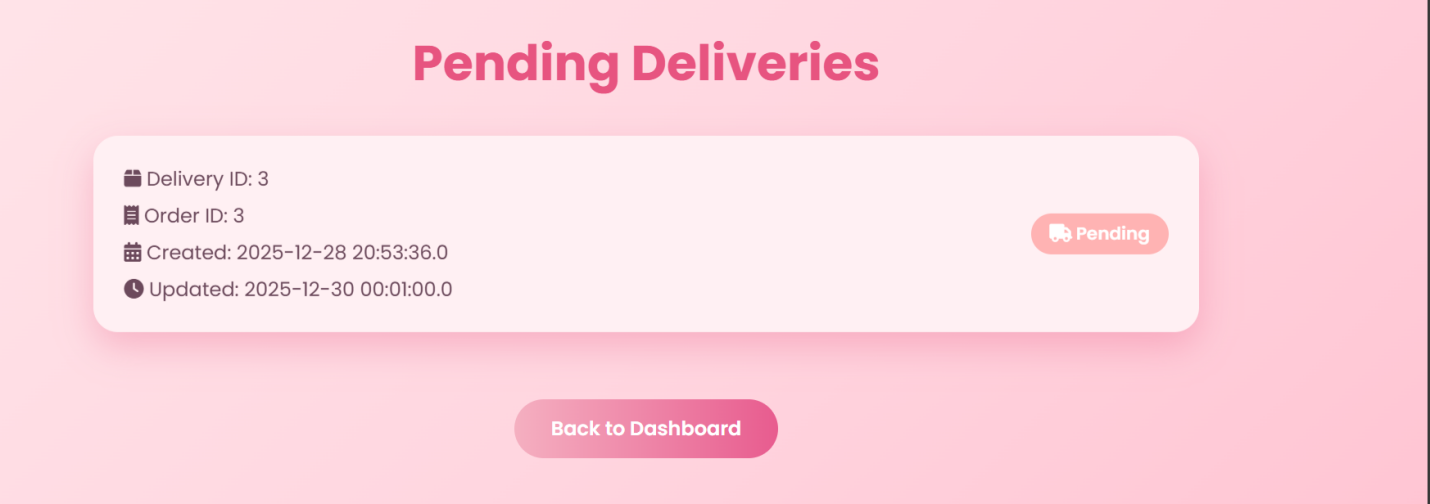 Pending Deliveries
Delivery ID: 3
Order ID: 3
Created: 2025-12-28 20:53:36.0
Updated: 2025-12-30 00:01:00.0
Pending
Back to Dashboard